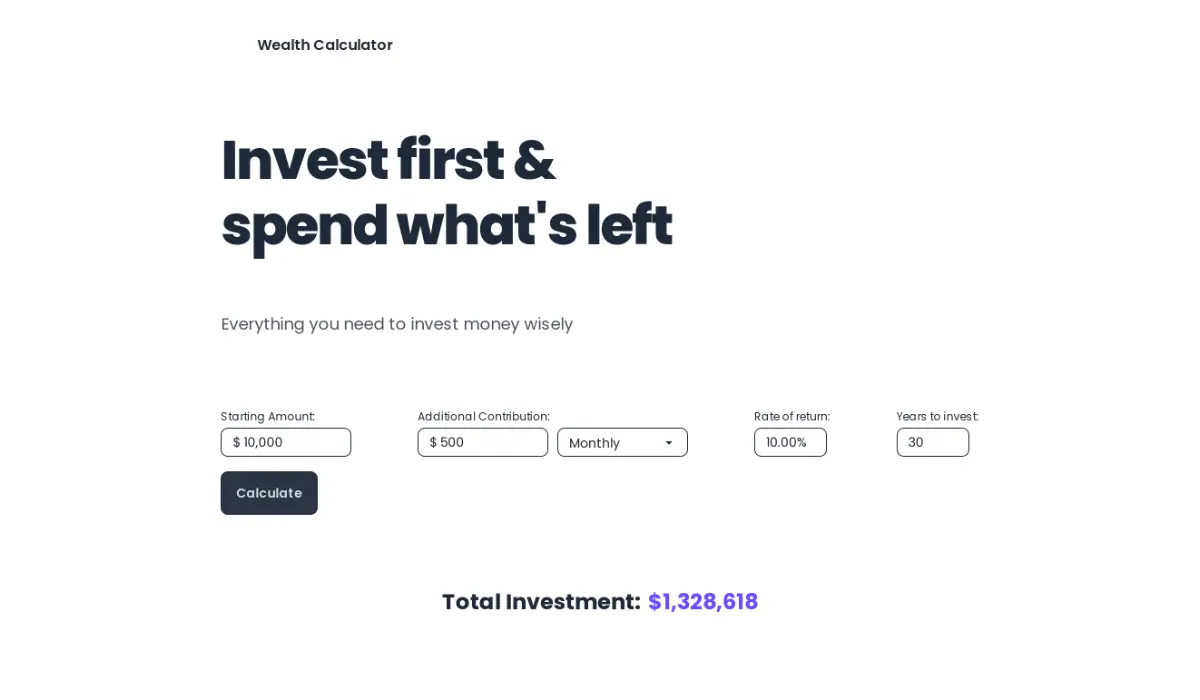 Wealth Calculator
Invest first &
spend what's left
Everything you need to invest money wisely
Starting Amount:
Additional Contribution:
Rate of return:
Years to invest:
$ 10,000
$ 500
Monthly
10.00%
30
Calculate
Total Investment: $1,328,618